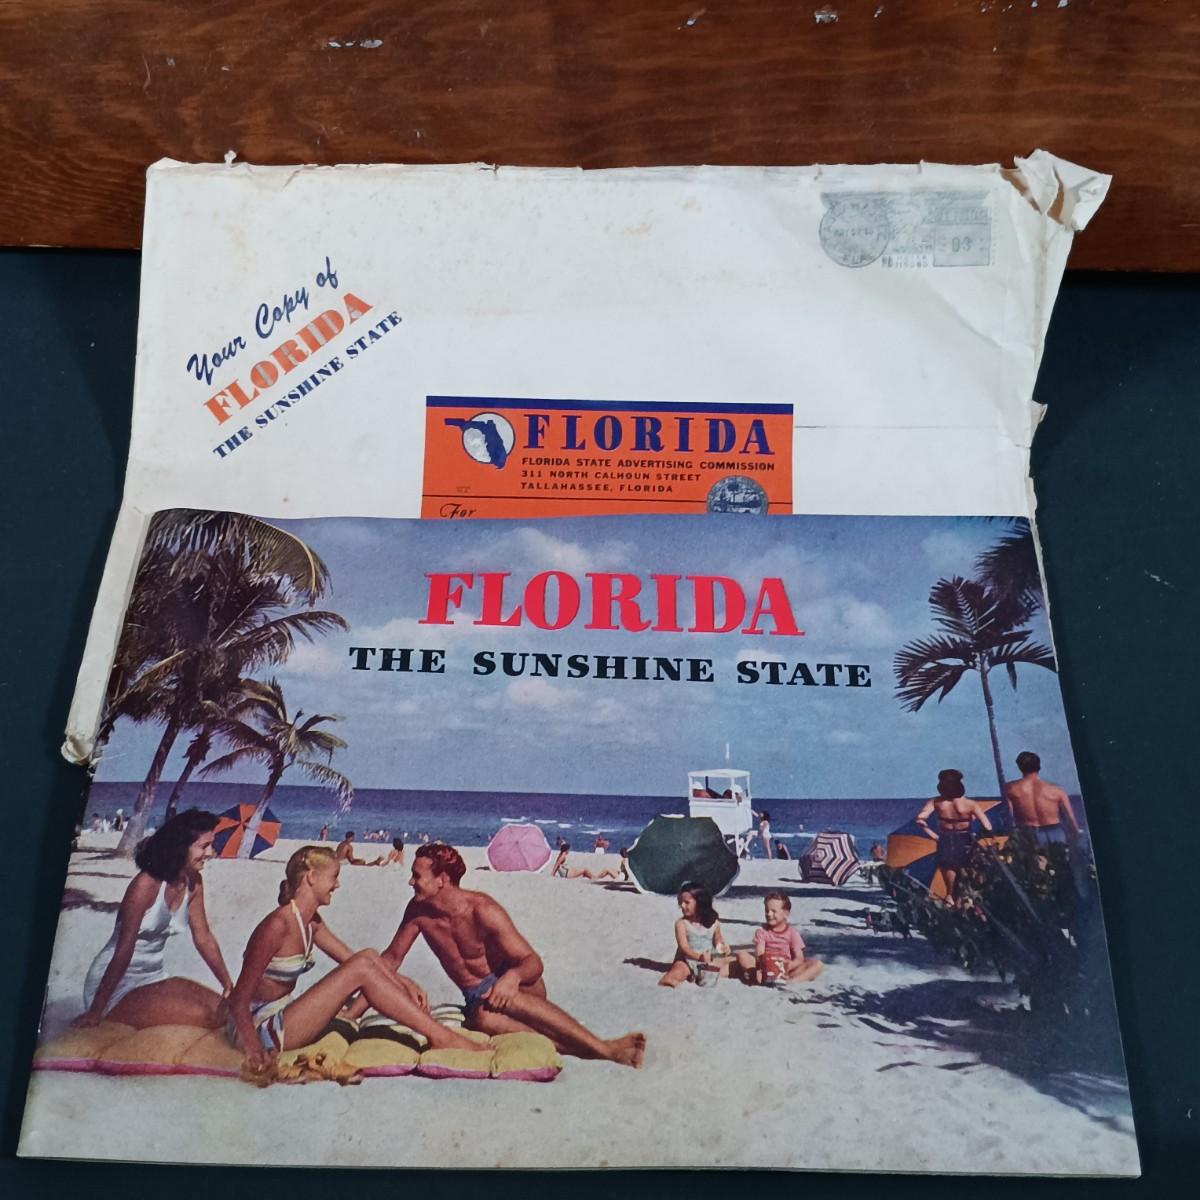 Your Copy of
FLORIDA
THE SUNSHINE STATE
03
FLORIDA
FLORIDA STATE ADVERTISING COMMISSION
311 NORTH CALHOUN STREET
TALLAHASSEE, FLORIDA
For
FLORIDA
THE SUNSHINE STATE